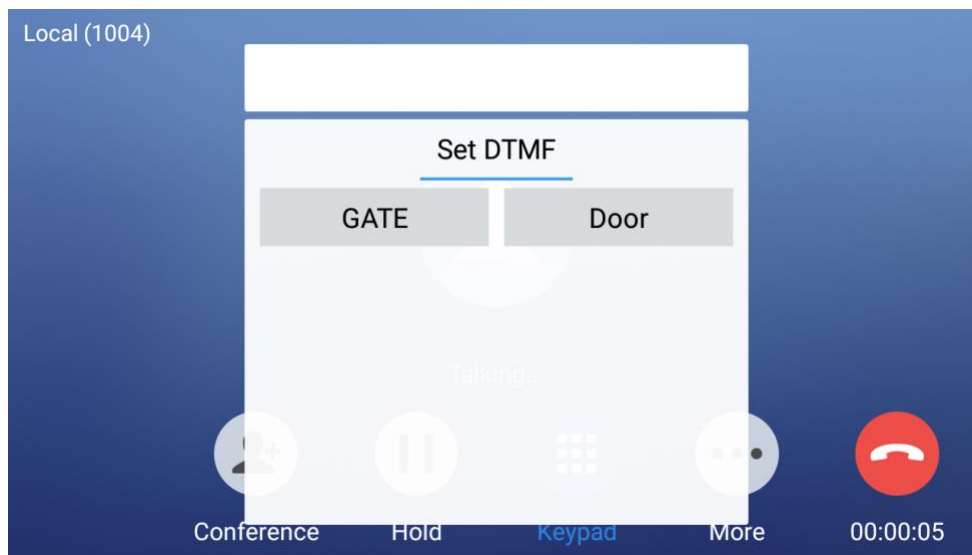 Local (1004)
Set DTMF
GATE Door
Talking...
Conference Hold Keypad More 00:00:05